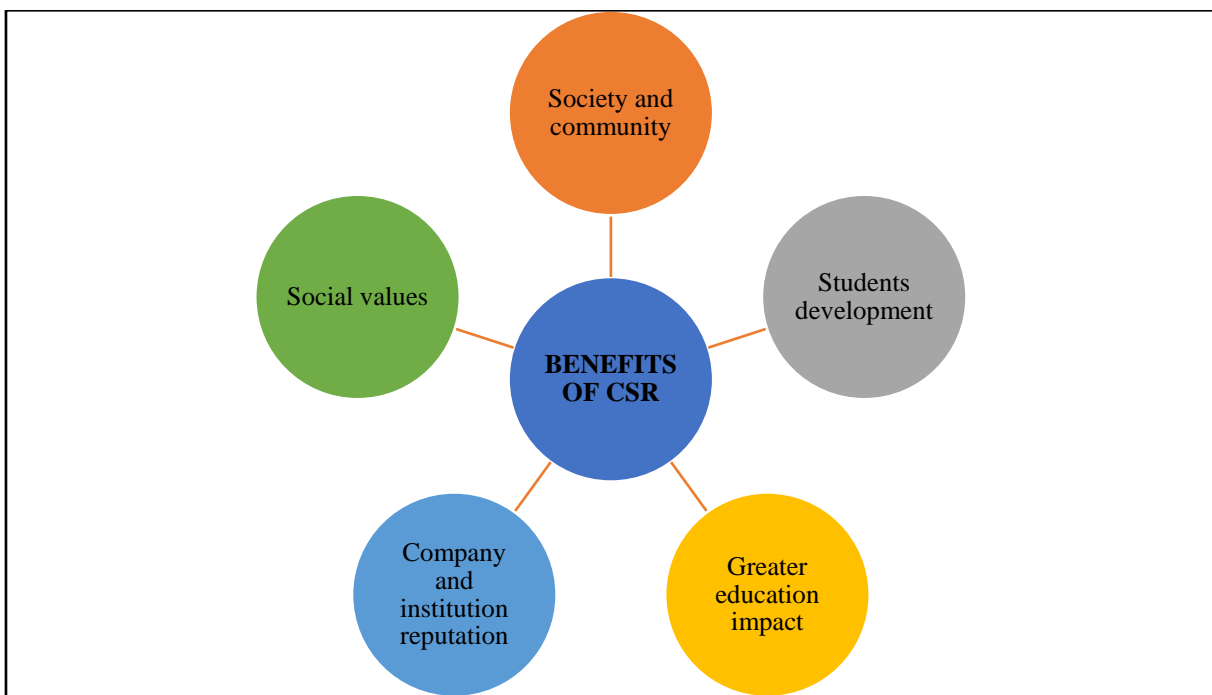 Society and
community
Social values
Students
development
BENEFITS
OF CSR
Company
and
institution
reputation
Greater
education
impact